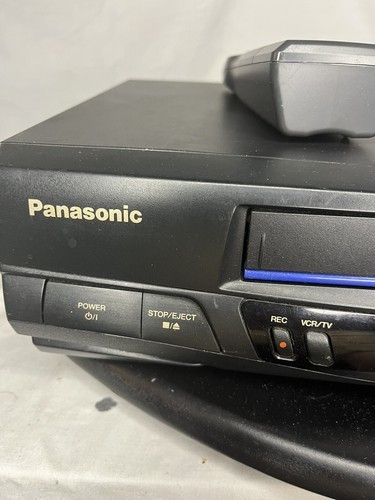 Panasonic
POWER
⏻/I
STOP/EJECT
■/⏏
REC
VCR/TV